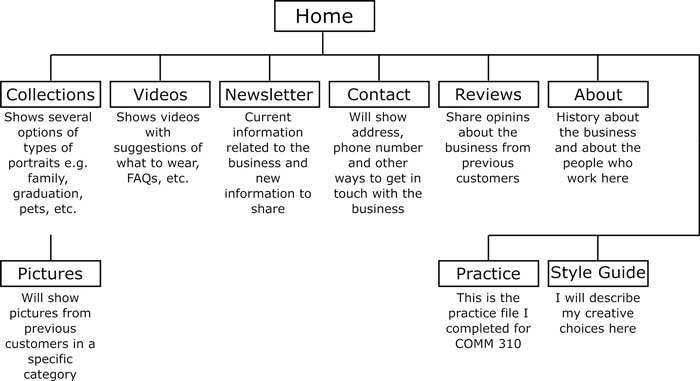 Home
Collections
Shows several
options of
types of
portraits e.g.
family,
graduation,
pets, etc.
Videos
Shows videos
with
suggestions of
what to wear,
FAQs, etc.
Newsletter
Current
information
related to the
business and
new
information to
share
Contact
Will show
address,
phone number
and other
ways to get in
touch with the
business
Reviews
Share opinins
about the
business from
previous
customers
About
History about
the business
and about the
people who
work here
Pictures
Will show
pictures from
previous
customers in a
specific
category
Practice
This is the
practice file I
completed for
COMM 310
Style Guide
I will describe
my creative
choices here